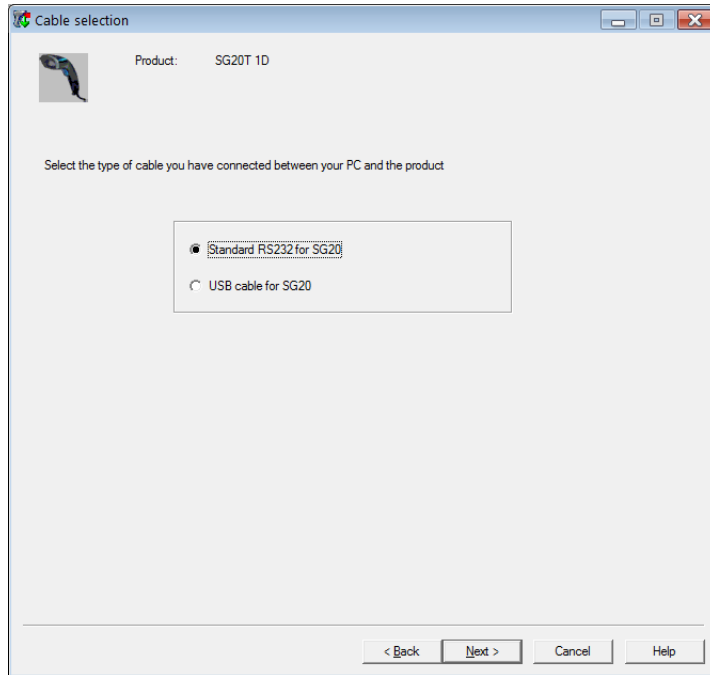 Cable selection
Product: SG20T 1D
Select the type of cable you have connected between your PC and the product
Standard RS232 for SG20
USB cable for SG20
< Back Next > Cancel Help